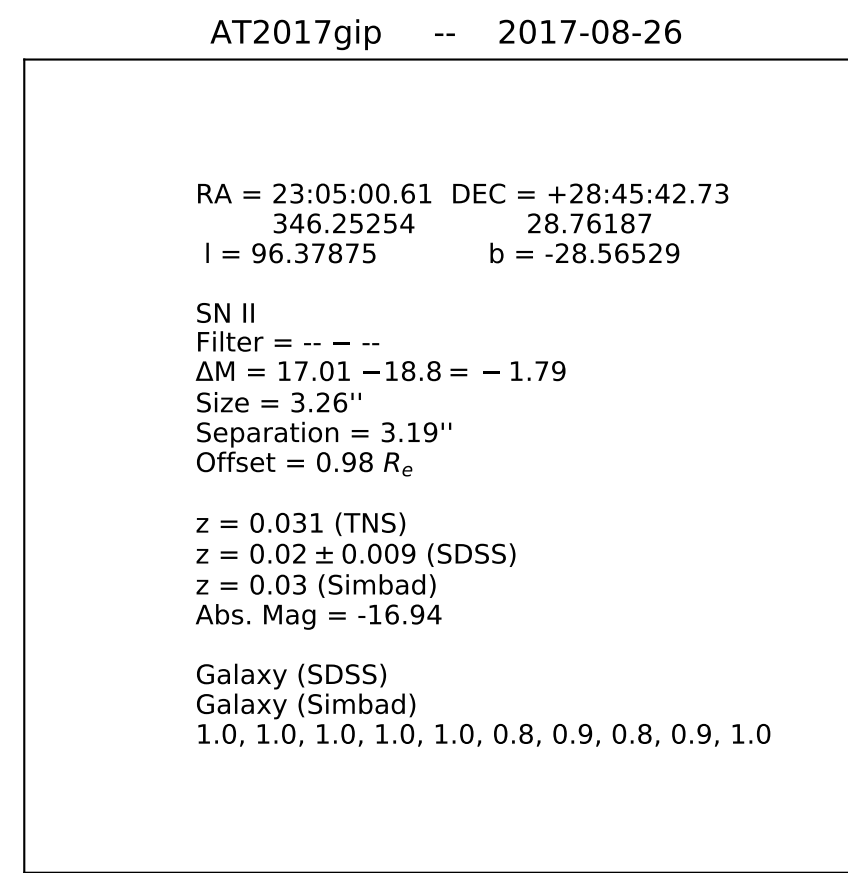 AT2017gip -- 2017-08-26
RA = 23:05:00.61 DEC = +28:45:42.73
346.25254 28.76187
l = 96.37875 b = -28.56529
SN II
Filter = -- − --
ΔM = 17.01 −18.8 = − 1.79
Size = 3.26''
Separation = 3.19''
Offset = 0.98 Rₑ
z = 0.031 (TNS)
z = 0.02 ± 0.009 (SDSS)
z = 0.03 (Simbad)
Abs. Mag = -16.94
Galaxy (SDSS)
Galaxy (Simbad)
1.0, 1.0, 1.0, 1.0, 1.0, 0.8, 0.9, 0.8, 0.9, 1.0